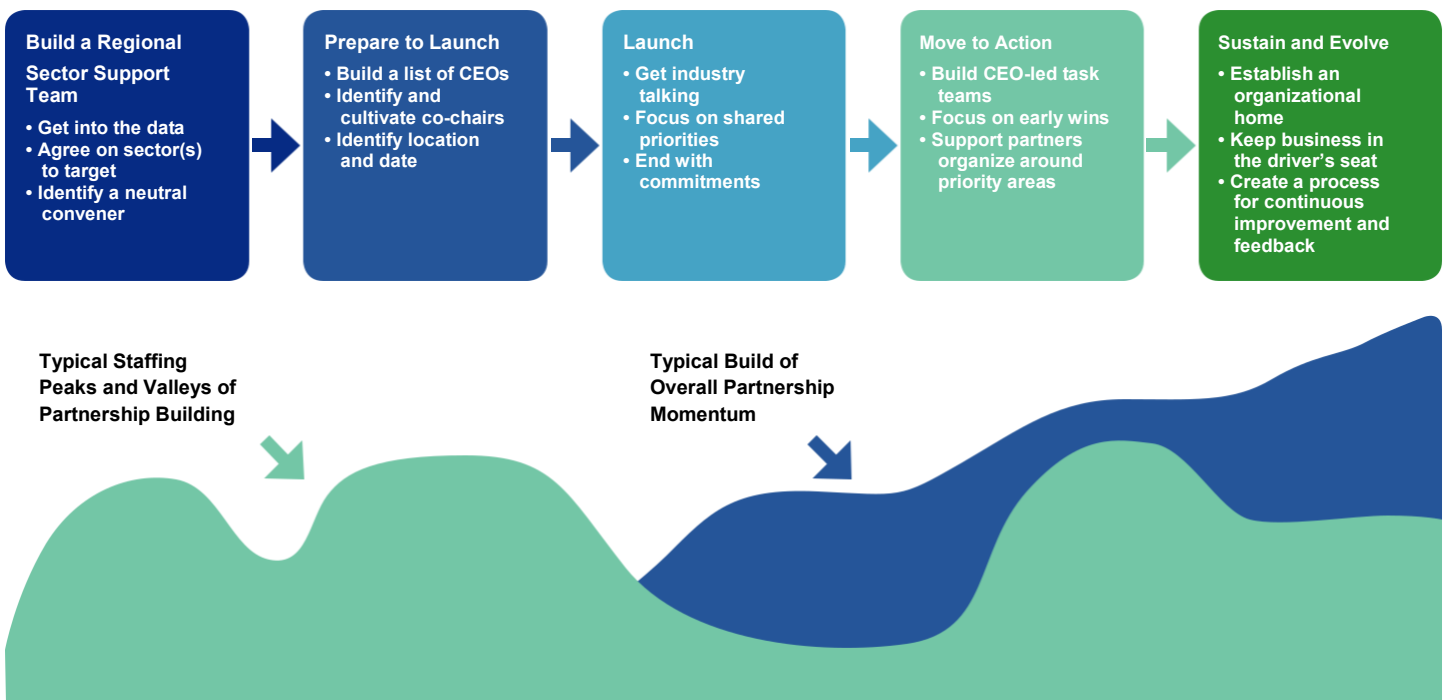 Build a Regional
Sector Support
Team
• Get into the data
• Agree on sector(s)
to target
• Identify a neutral
convener
Prepare to Launch
• Build a list of CEOs
• Identify and
cultivate co-chairs
• Identify location
and date
Launch
• Get industry
talking
• Focus on shared
priorities
• End with
commitments
Move to Action
• Build CEO-led task
teams
• Focus on early wins
• Support partners
organize around
priority areas
Sustain and Evolve
• Establish an
organizational
home
• Keep business in
the driver’s seat
• Create a process
for continuous
improvement and
feedback
Typical Staffing
Peaks and Valleys of
Partnership Building
Typical Build of
Overall Partnership
Momentum